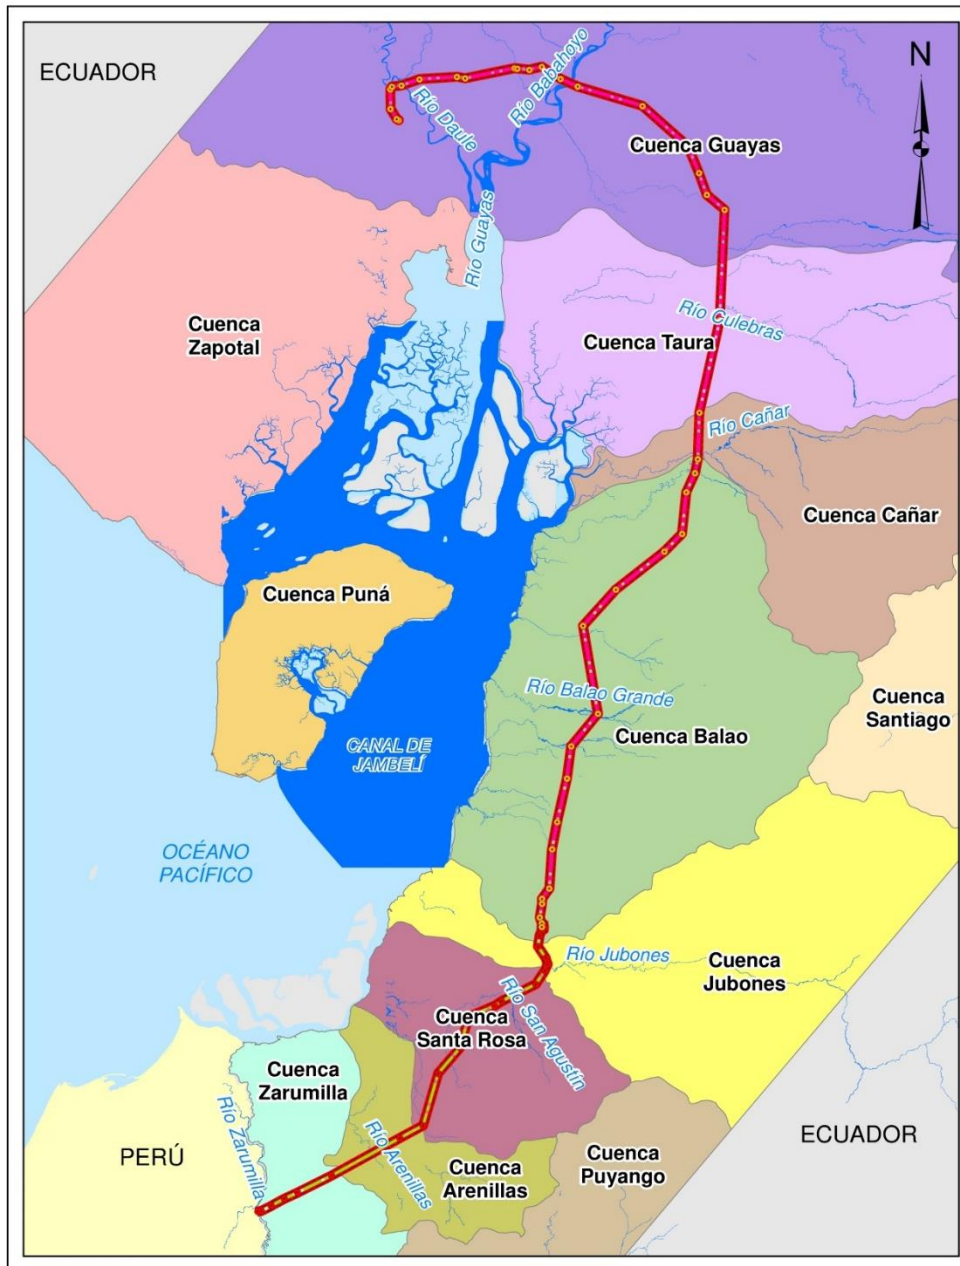 ECUADOR
N
Río Babahoyo
Río Daule
Cuenca Guayas
Río Guayas
Cuenca
Zapotal
Río Culebras
Cuenca Taura
Río Cañar
Cuenca Cañar
Cuenca Puná
Río Balao Grande
Cuenca
Santiago
Cuenca Balao
CANAL DE
JAMBELÍ
OCÉANO
PACÍFICO
Río Jubones
Cuenca
Jubones
Río San Agustín
Cuenca
Santa Rosa
Cuenca
Zarumilla
Río Zarumilla
Río Arenillas
PERÚ
ECUADOR
Cuenca
Arenillas
Cuenca
Puyango